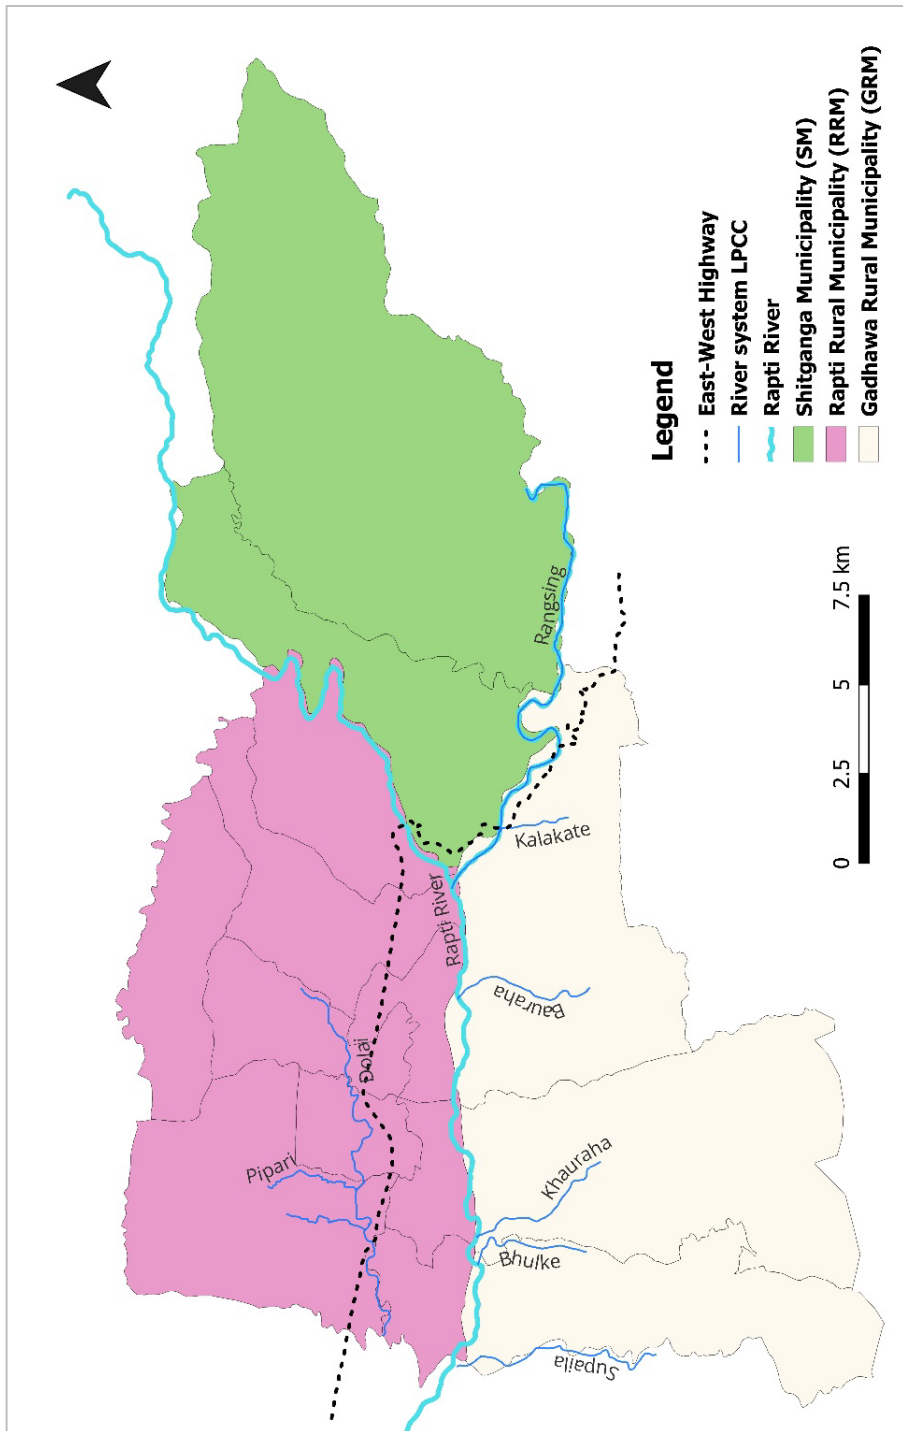 Legend
East-West Highway
River system LPCC
Rapti River
Shitganga Municipality (SM)
Rapti Rural Municipality (RRM)
Gadhawa Rural Municipality (GRM)
0 2.5 5 7.5 km
Pipari
Dolai
Rapti River
Rangsing
Kalakate
Bauraha
Khauraha
Bhulke
Supaila